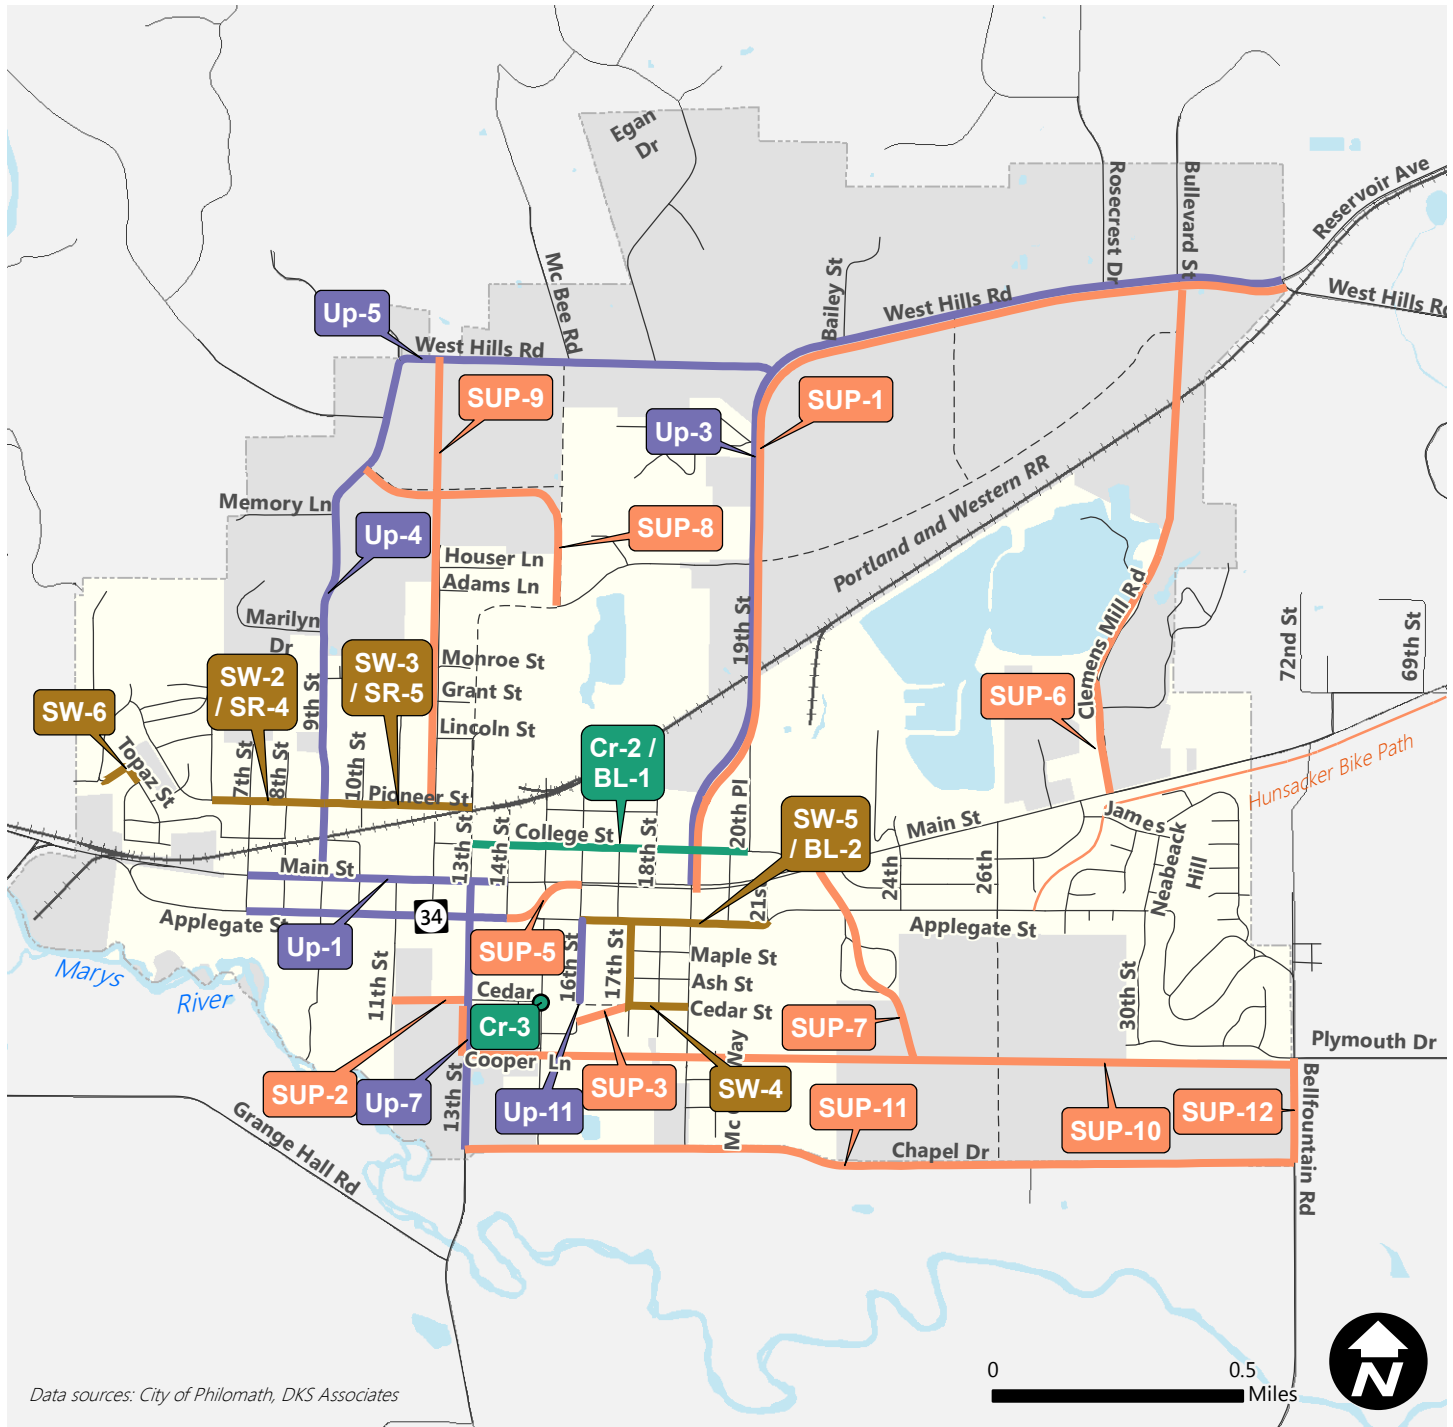 Egan
Dr
Rosecrest Dr
Bullevard St
Reservoir Ave
Mc Bee Rd
Bailey St
West Hills Rd
West Hills Rd
Up-5
West Hills Rd
SUP-9
SUP-1
Up-3
Portland and Western RR
Memory Ln
Up-4
SUP-8
Houser Ln
Adams Ln
Clemens Mill Rd
19th St
72nd St
69th St
Marilyn
Dr
SW-2
/ SR-4
SW-3
/ SR-5
Monroe St
Grant St
Lincoln St
SUP-6
SW-6
9th St
Topaz St
7th St
8th St
10th St
Pioneer St
Cr-2 /
BL-1
20th Pl
Hunsacker Bike Path
SW-5
/ BL-2
Main St
James
College St
13th St
14th St
18th St
Main St
24th
26th
Neabeack
Hill
21st
34
Applegate St
Applegate St
Up-1
SUP-5
16th St
17th St
Maple St
Ash St
Cedar St
Marys
River
11th St
Cedar
Cr-3
30th St
SUP-7
Plymouth Dr
Cooper Ln
SUP-2
Up-7
13th St
Up-11
SUP-3
SW-4
Way
Mc
SUP-11
SUP-10
SUP-12
Bellfountain Rd
Grange Hall Rd
Chapel Dr
0
0.5
Miles
N
Data sources: City of Philomath, DKS Associates